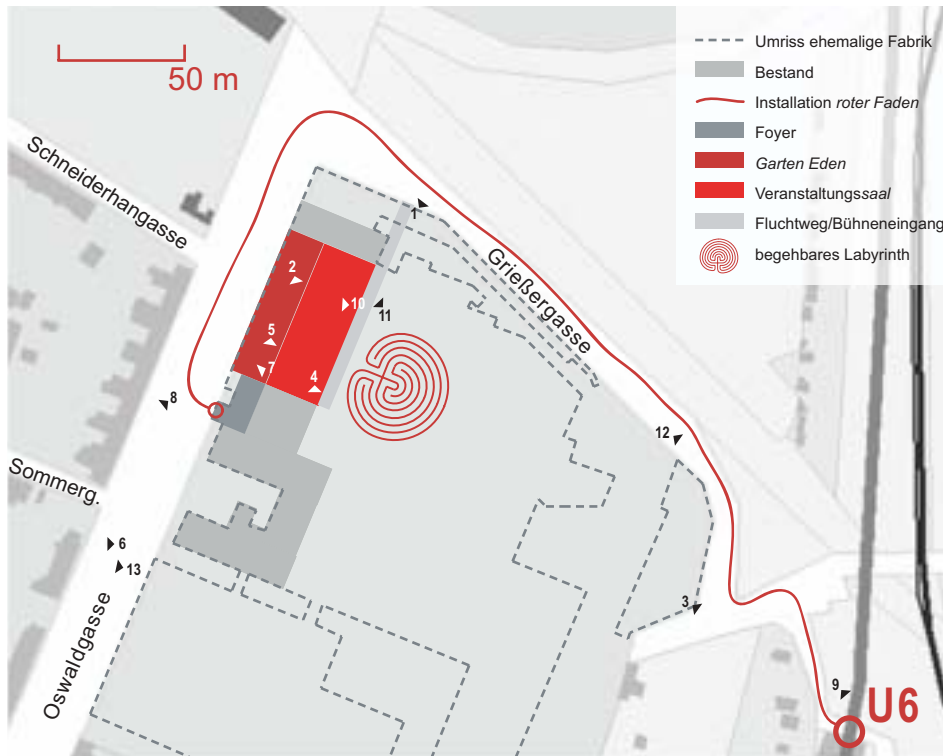 50 m
Schneiderhangasse
Grießergasse
Sommerg.
Oswaldgasse
1
2
10
11
5
7
4
8
12
6
13
3
9
U6
Umriss ehemalige Fabrik
Bestand
Installation roter Faden
Foyer
Garten Eden
Veranstaltungssaal
Fluchtweg/Bühneneingang
begehbares Labyrinth